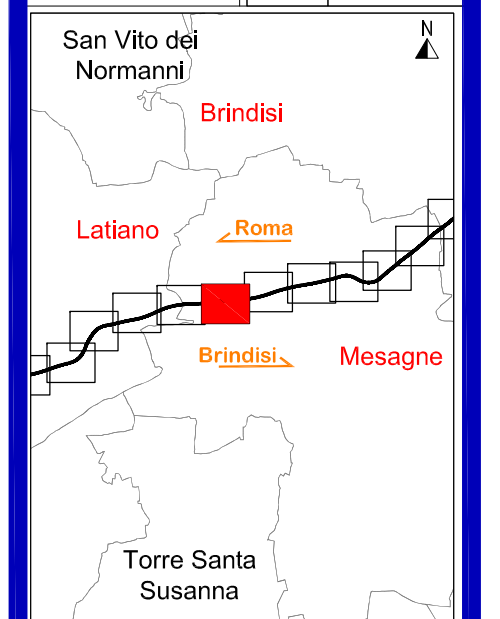 San Vito dei
Normanni
N
Brindisi
Latiano
Roma
Brindisi
Mesagne
Torre Santa
Susanna